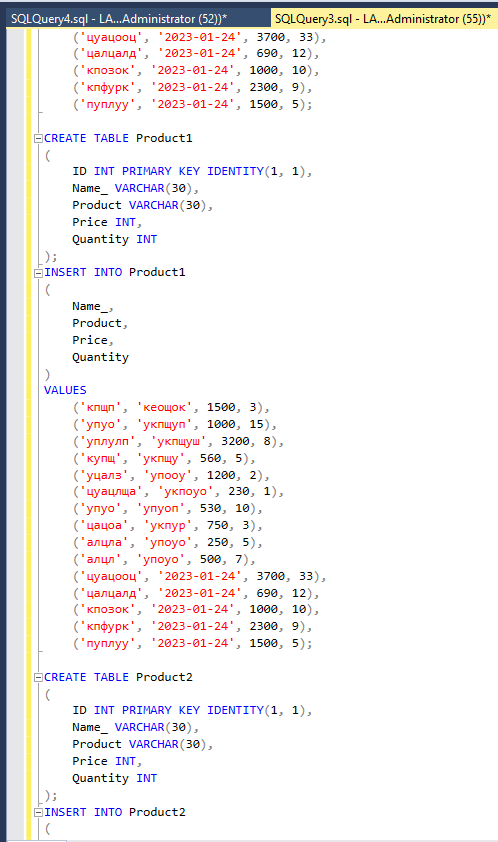 SQLQuery4.sql - LA...Administrator (52))* SQLQuery3.sql - LA...Administrator (55))*
('цуацооц', '2023-01-24', 3700, 33),
('цалцалд', '2023-01-24', 690, 12),
('кпозок', '2023-01-24', 1000, 10),
('кпфурк', '2023-01-24', 2300, 9),
('пуплуу', '2023-01-24', 1500, 5);
CREATE TABLE Product1
(
ID INT PRIMARY KEY IDENTITY(1, 1),
Name_ VARCHAR(30),
Product VARCHAR(30),
Price INT,
Quantity INT
);
INSERT INTO Product1
(
Name_,
Product,
Price,
Quantity
)
VALUES
('кпщп', 'кеощок', 1500, 3),
('упуо', 'укпщуп', 1000, 15),
('уплулп', 'укпщуш', 3200, 8),
('купщ', 'укпщу', 560, 5),
('уцалз', 'упооу', 1200, 2),
('цуацлща', 'укпоуо', 230, 1),
('упуо', 'упуоп', 530, 10),
('цацоа', 'укпур', 750, 3),
('алцла', 'упоуо', 250, 5),
('алцл', 'упоуо', 500, 7),
('цуацооц', '2023-01-24', 3700, 33),
('цалцалд', '2023-01-24', 690, 12),
('кпозок', '2023-01-24', 1000, 10),
('кпфурк', '2023-01-24', 2300, 9),
('пуплуу', '2023-01-24', 1500, 5);
CREATE TABLE Product2
(
ID INT PRIMARY KEY IDENTITY(1, 1),
Name_ VARCHAR(30),
Product VARCHAR(30),
Price INT,
Quantity INT
);
INSERT INTO Product2
(